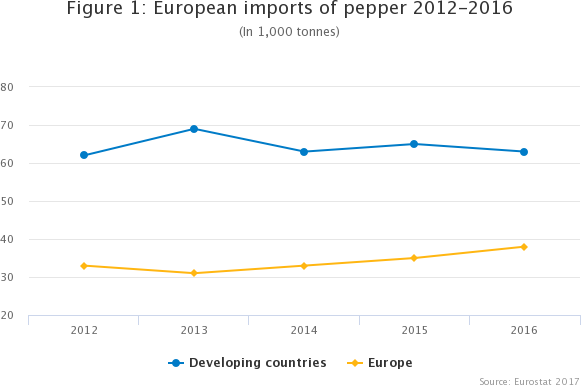 Figure 1: European imports of pepper 2012–2016
(In 1,000 tonnes)
80
70
60
50
40
30
20
2012 2013 2014 2015 2016
Developing countries Europe
Source: Eurostat 2017